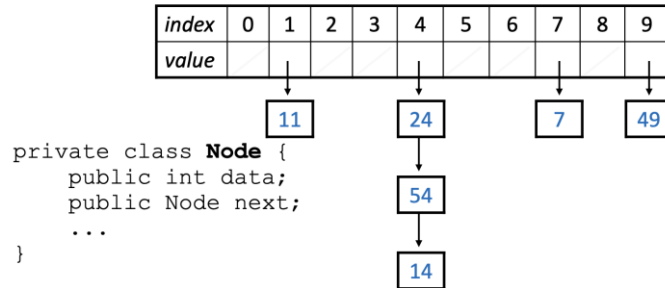 index 0 1 2 3 4 5 6 7 8 9
value
11 24 7 49
private class Node {
public int data;
public Node next;
...
}
54
14